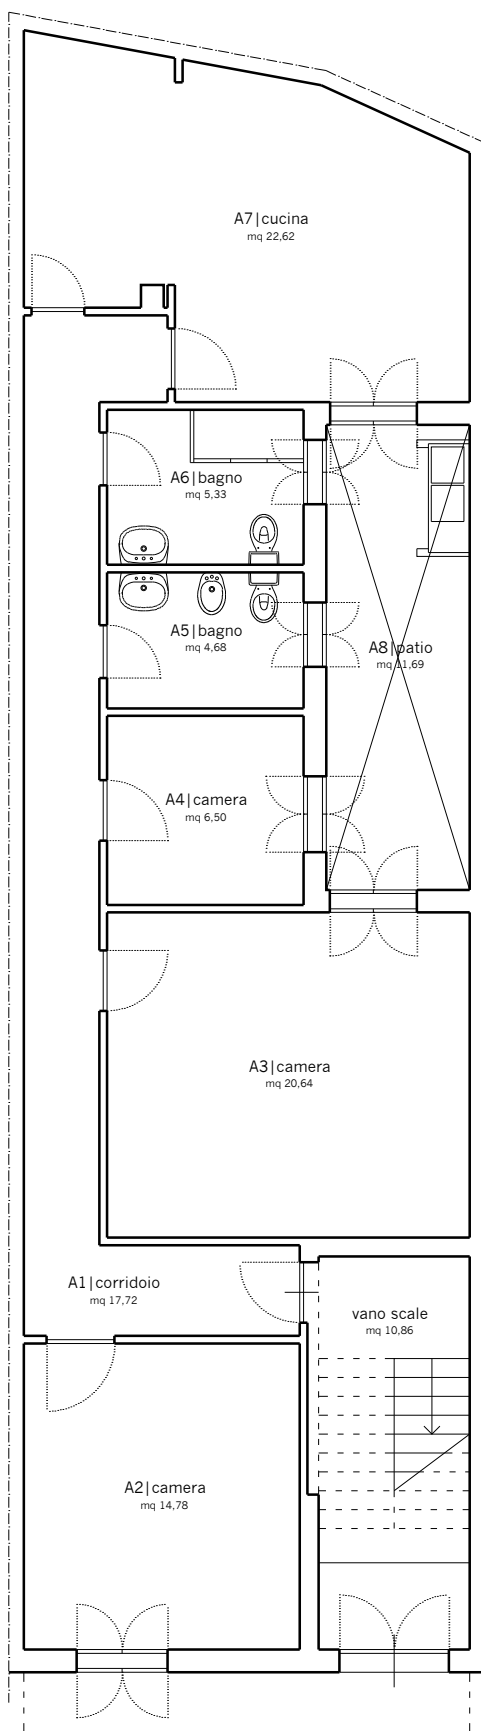 A7|cucina
mq 22,62
A6|bagno
mq 5,33
A5|bagno
mq 4,68
A8|patio
mq 11,69
A4|camera
mq 6,50
A3|camera
mq 20,64
A1|corridoio
mq 17,72
vano scale
mq 10,86
A2|camera
mq 14,78